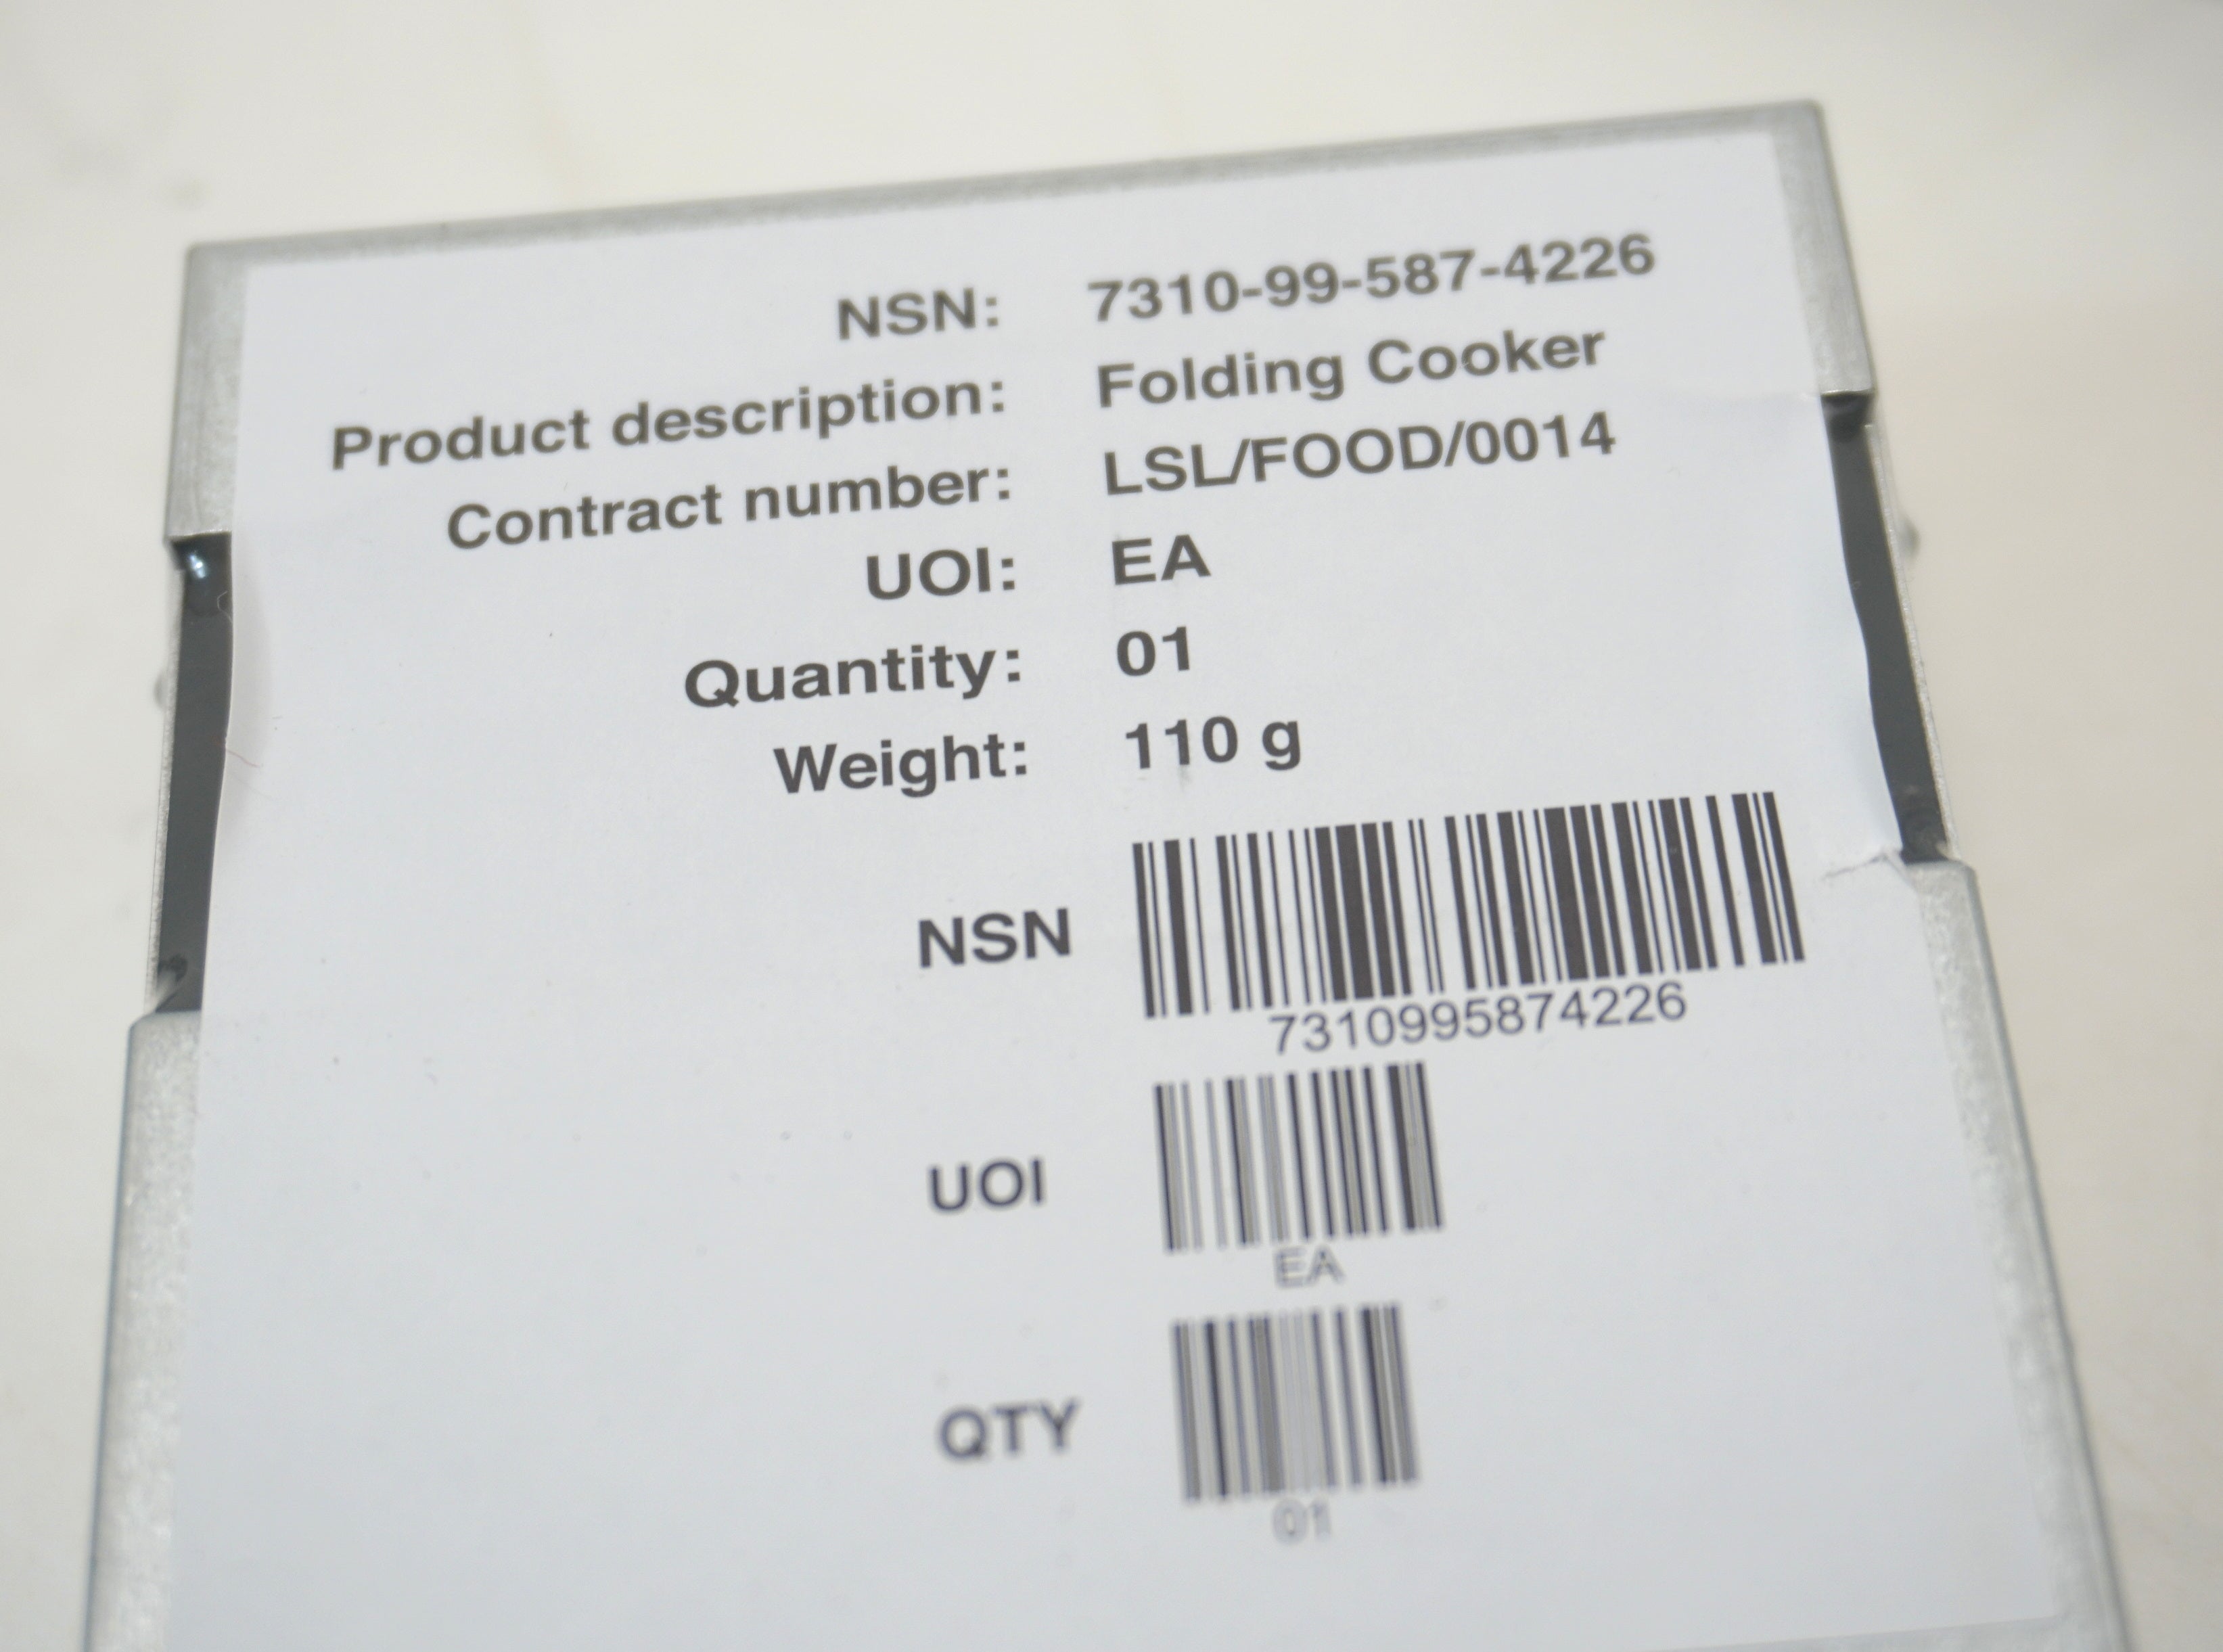 NSN: 7310-99-587-4226
Product description: Folding Cooker
Contract number: LSL/FOOD/0014
UOI: EA
Quantity: 01
Weight: 110 g
NSN
7310995874226
UOI
EA
QTY
01